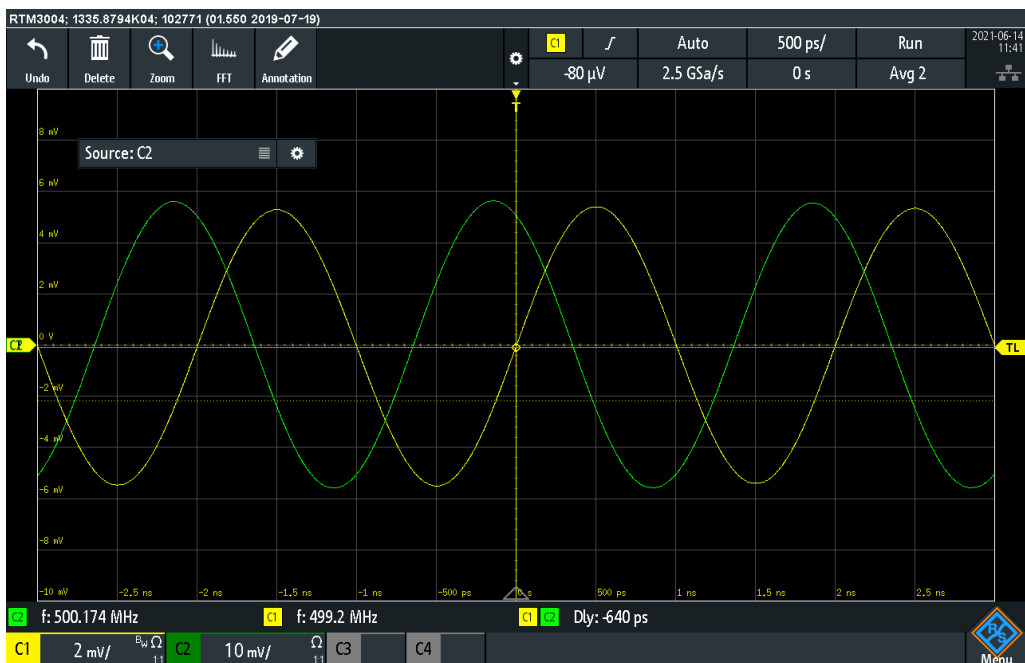 RTM3004; 1335.8794K04; 102771 (01.550 2019-07-19)
Undo Delete Zoom FFT Annotation
C1 Auto 500 ps/ Run
-80 µV 2.5 GSa/s 0 s Avg 2
2021-06-14
11:41
T
8 mV
Source: C2
6 mV
4 mV
2 mV
0 V
TL
-2 mV
-4 mV
-6 mV
-8 mV
-10 mV -2.5 ns -2 ns -1.5 ns -1 ns -500 ps 0 s 500 ps 1 ns 1.5 ns 2 ns 2.5 ns
C2 f: 500.174 MHz C1 f: 499.2 MHz C1 C2 Dly: -640 ps
C1 2 mV/ BW Ω 1:1 C2 10 mV/ Ω 1:1 C3 C4
R&S
Menu